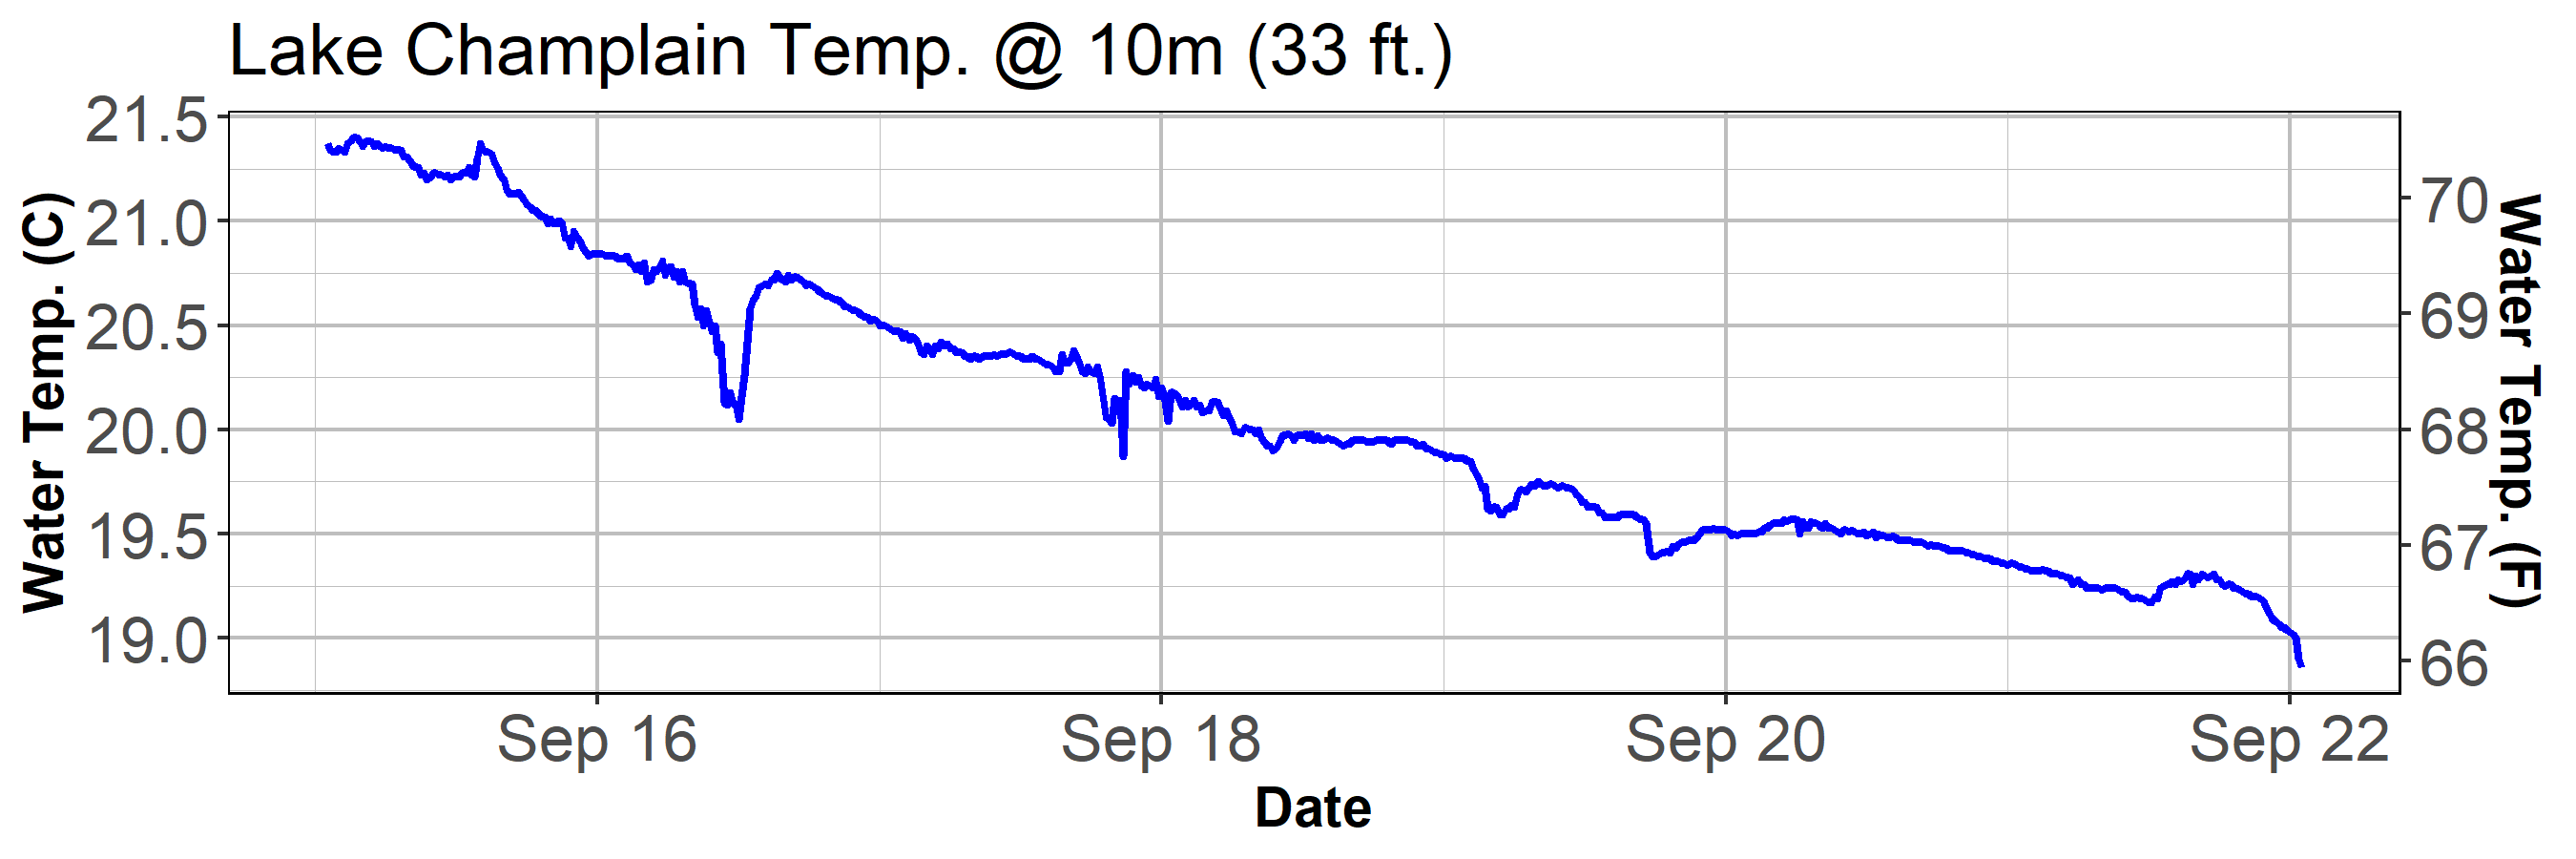 Lake Champlain Temp. @ 10m (33 ft.)
Water Temp. (C)
21.5
21.0
20.5
20.0
19.5
19.0
70
69
68
67
66
Water Temp. (F)
Sep 16
Sep 18
Sep 20
Sep 22
Date